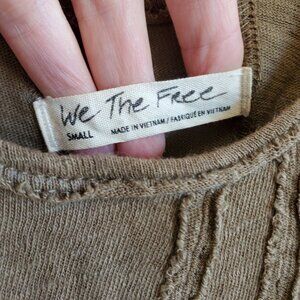 We The Free
SMALL
MADE IN VIETNAM / FABRIQUÉ EN VIETNAM